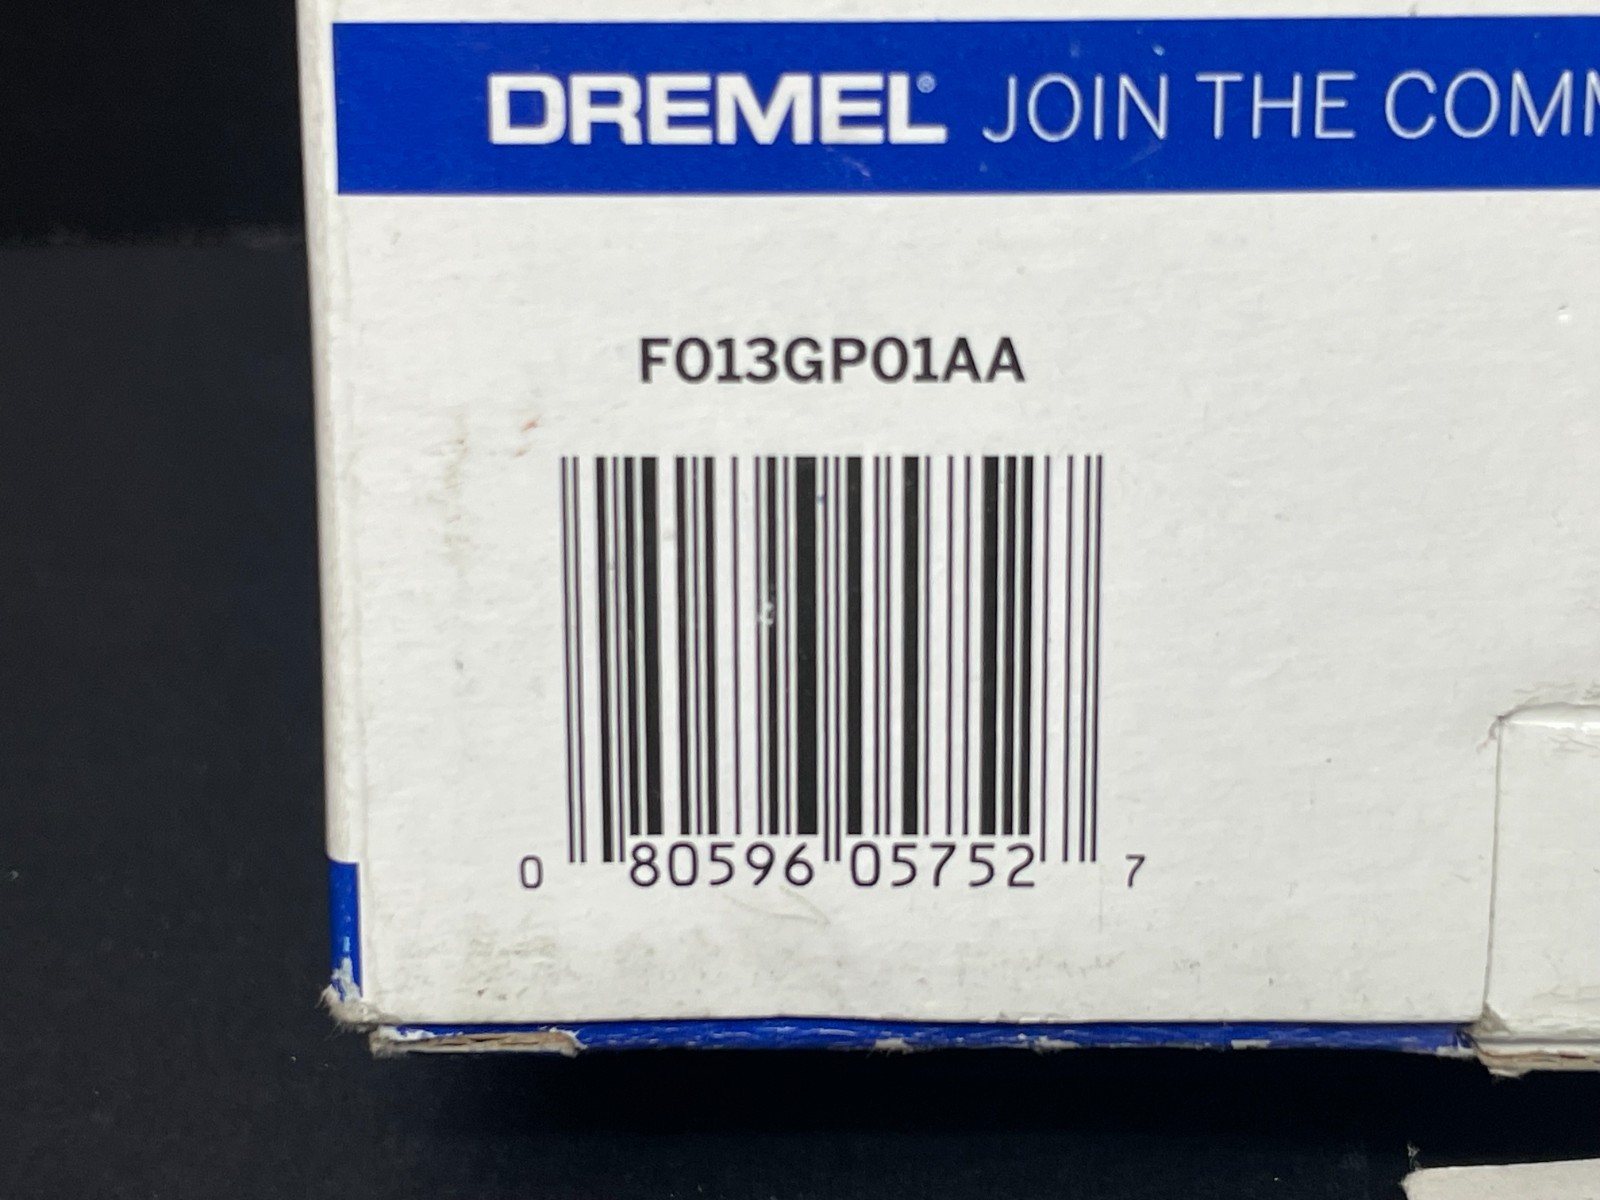 DREMEL® JOIN THE COMM
F013GP01AA
0 80596 05752 7